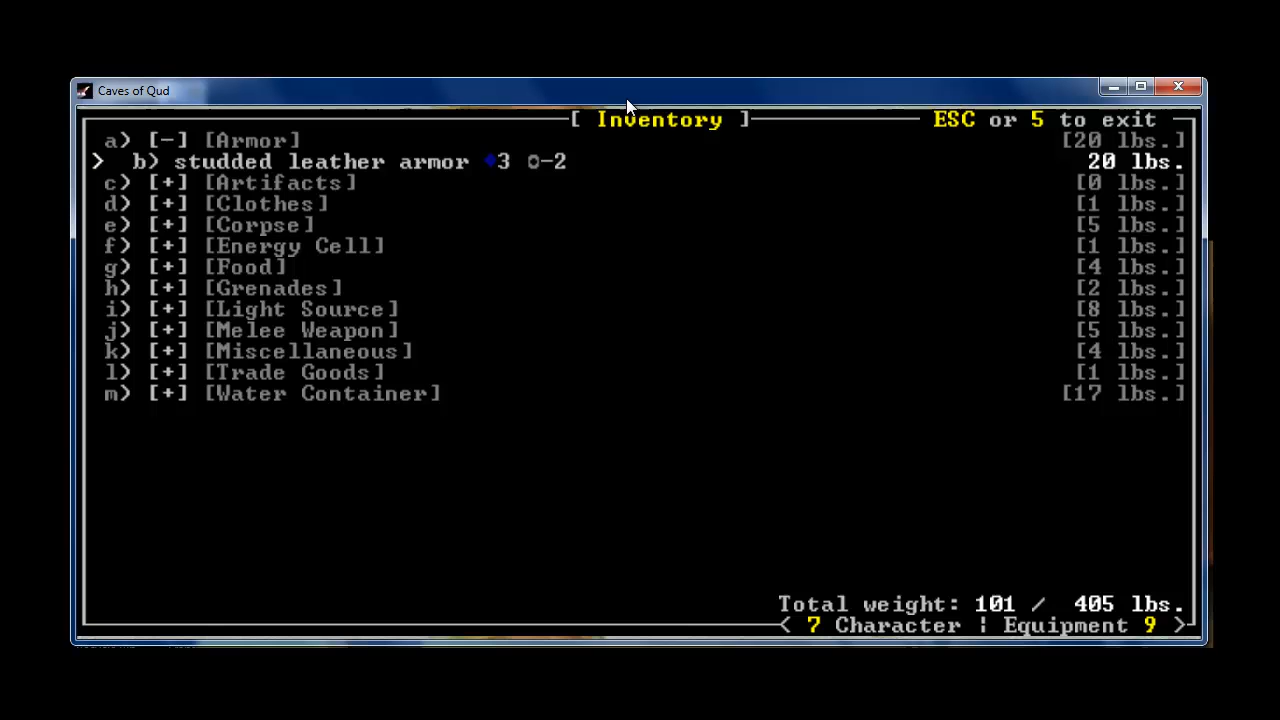 Caves of Qud
[ Inventory ] ESC or 5 to exit
a) [-] [Armor] [20 lbs.]
> b) studded leather armor ♦3 o-2 20 lbs.
c) [+] [Artifacts] [0 lbs.]
d) [+] [Clothes] [1 lbs.]
e) [+] [Corpse] [5 lbs.]
f) [+] [Energy Cell] [1 lbs.]
g) [+] [Food] [4 lbs.]
h) [+] [Grenades] [2 lbs.]
i) [+] [Light Source] [8 lbs.]
j) [+] [Melee Weapon] [5 lbs.]
k) [+] [Miscellaneous] [4 lbs.]
l) [+] [Trade Goods] [1 lbs.]
m) [+] [Water Container] [17 lbs.]
Total weight: 101 / 405 lbs.
< 7 Character ¦ Equipment 9 >